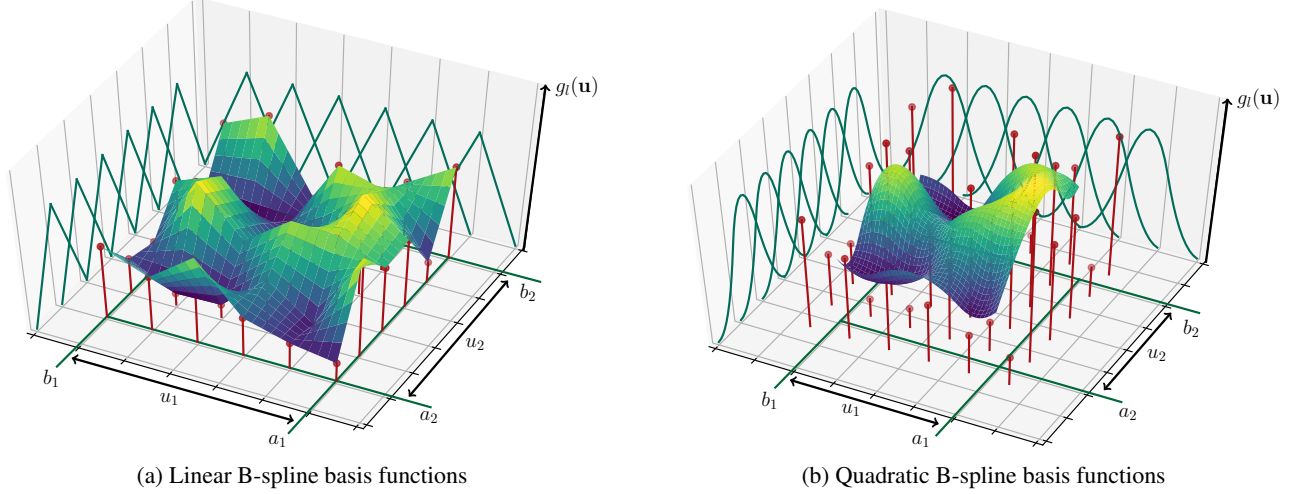 g_l(𝐮)
b_2
u_2
a_2
b_1
u_1
a_1
(a) Linear B-spline basis functions
g_l(𝐮)
b_2
u_2
a_2
b_1
u_1
a_1
(b) Quadratic B-spline basis functions